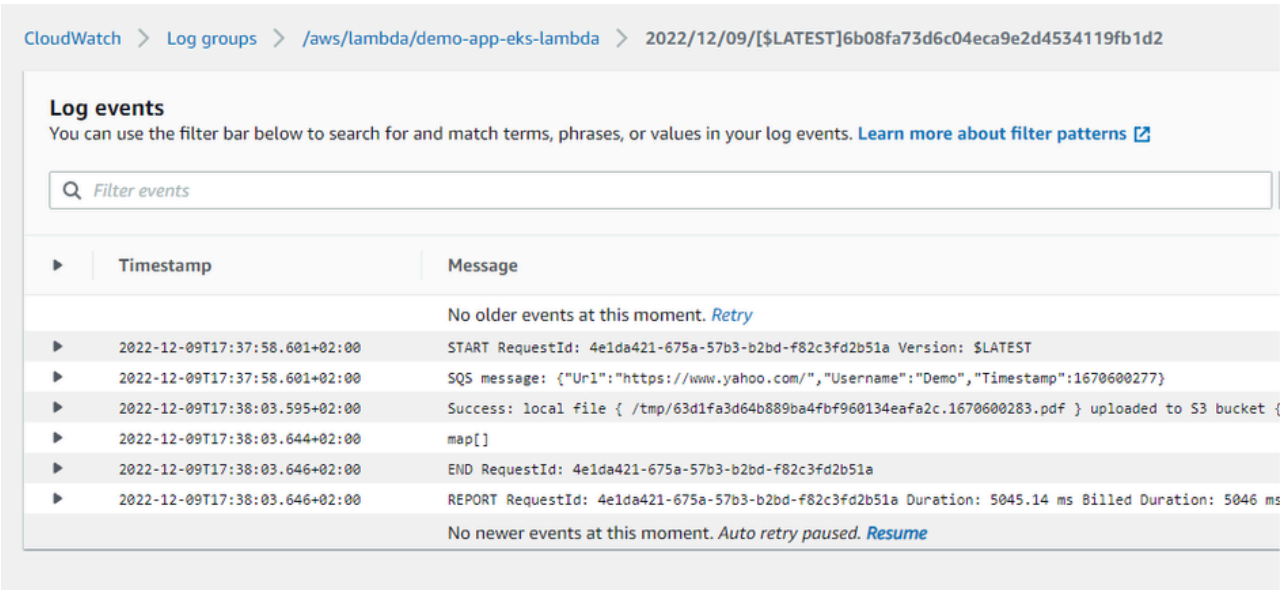 CloudWatch > Log groups > /aws/lambda/demo-app-eks-lambda > 2022/12/09/[$LATEST]6b08fa73d6c04eca9e2d4534119fb1d2
Log events
You can use the filter bar below to search for and match terms, phrases, or values in your log events. Learn more about filter patterns
Filter events
Timestamp Message
No older events at this moment. Retry
2022-12-09T17:37:58.601+02:00 START RequestId: 4e1da421-675a-57b3-b2bd-f82c3fd2b51a Version: $LATEST
2022-12-09T17:37:58.601+02:00 SQS message: {"Url":"https://www.yahoo.com/","Username":"Demo","Timestamp":1670600277}
2022-12-09T17:38:03.595+02:00 Success: local file { /tmp/63d1fa3d64b889ba4fbf960134eafa2c.1670600283.pdf } uploaded to S3 bucket {
2022-12-09T17:38:03.644+02:00 map[]
2022-12-09T17:38:03.646+02:00 END RequestId: 4e1da421-675a-57b3-b2bd-f82c3fd2b51a
2022-12-09T17:38:03.646+02:00 REPORT RequestId: 4e1da421-675a-57b3-b2bd-f82c3fd2b51a Duration: 5045.14 ms Billed Duration: 5046 ms
No newer events at this moment. Auto retry paused. Resume